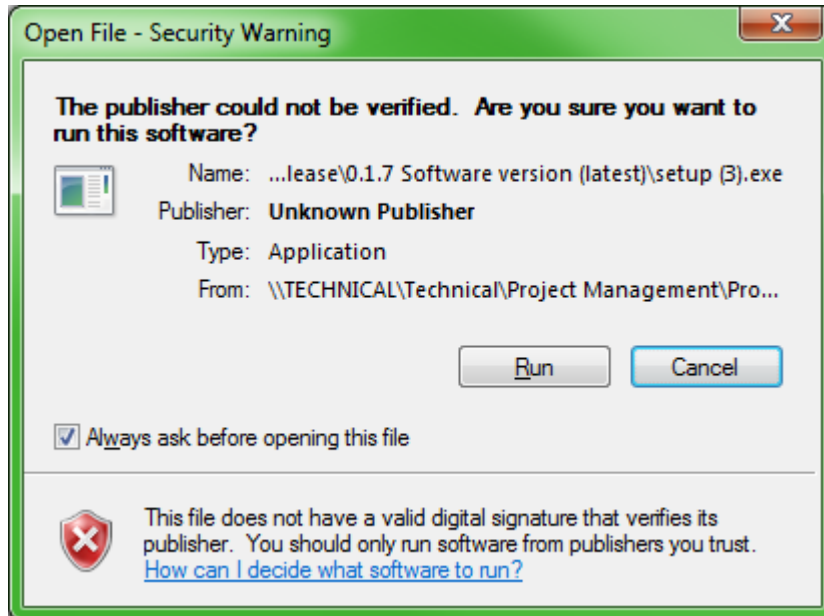 Open File - Security Warning
The publisher could not be verified. Are you sure you want to
run this software?
Name: ...lease\0.1.7 Software version (latest)\setup (3).exe
Publisher: Unknown Publisher
Type: Application
From: \\TECHNICAL\Technical\Project Management\Pro...
Run Cancel
Always ask before opening this file
This file does not have a valid digital signature that verifies its
publisher. You should only run software from publishers you trust.
How can I decide what software to run?